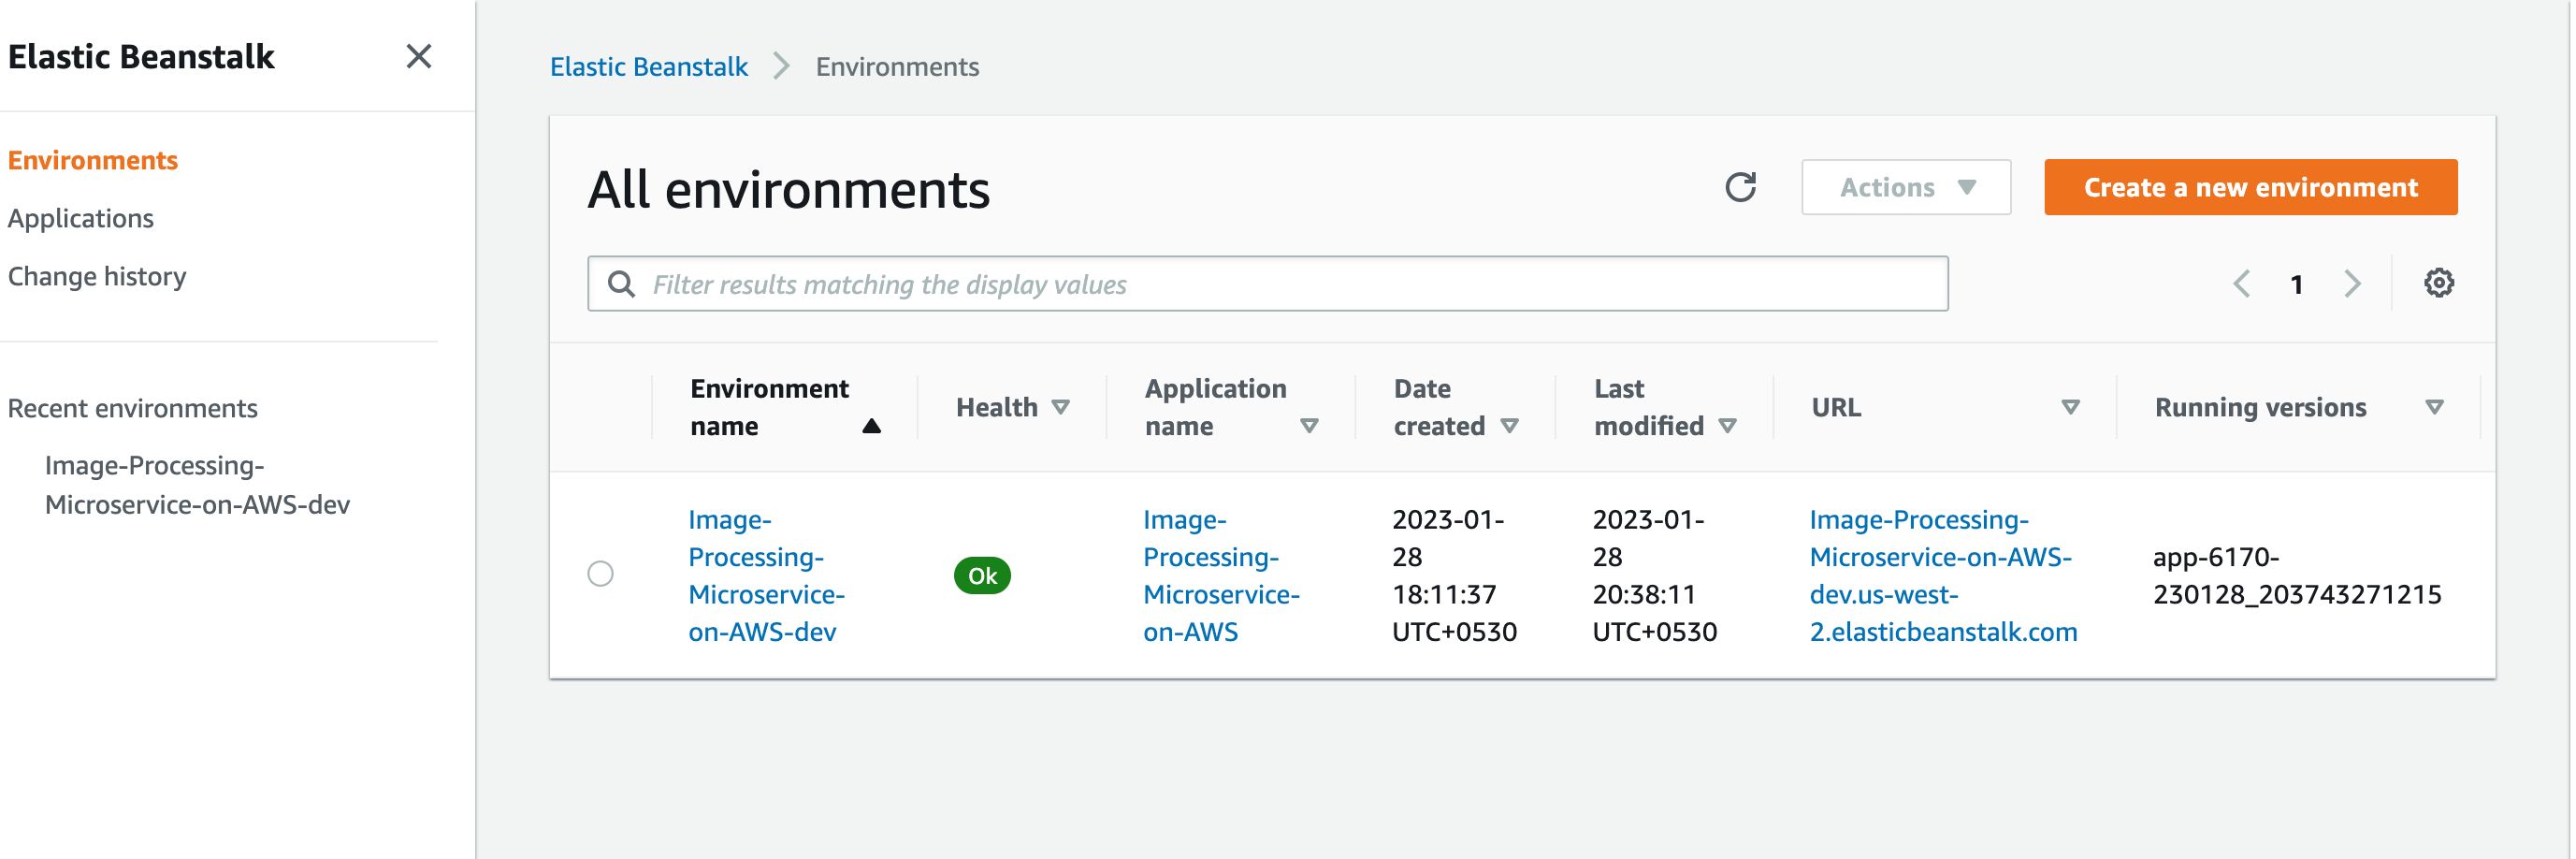 Elastic Beanstalk
Environments
Applications
Change history
Recent environments
Image-Processing-
Microservice-on-AWS-dev
Elastic Beanstalk
Environments
All environments
Actions
Create a new environment
Filter results matching the display values
1
Environment
name
Health
Application
name
Date
created
Last
modified
URL
Running versions
Image-
Processing-
Microservice-
on-AWS-dev
Ok
Image-
Processing-
Microservice-
on-AWS
2023-01-
28
18:11:37
UTC+0530
2023-01-
28
20:38:11
UTC+0530
Image-Processing-
Microservice-on-AWS-
dev.us-west-
2.elasticbeanstalk.com
app-6170-
230128_203743271215